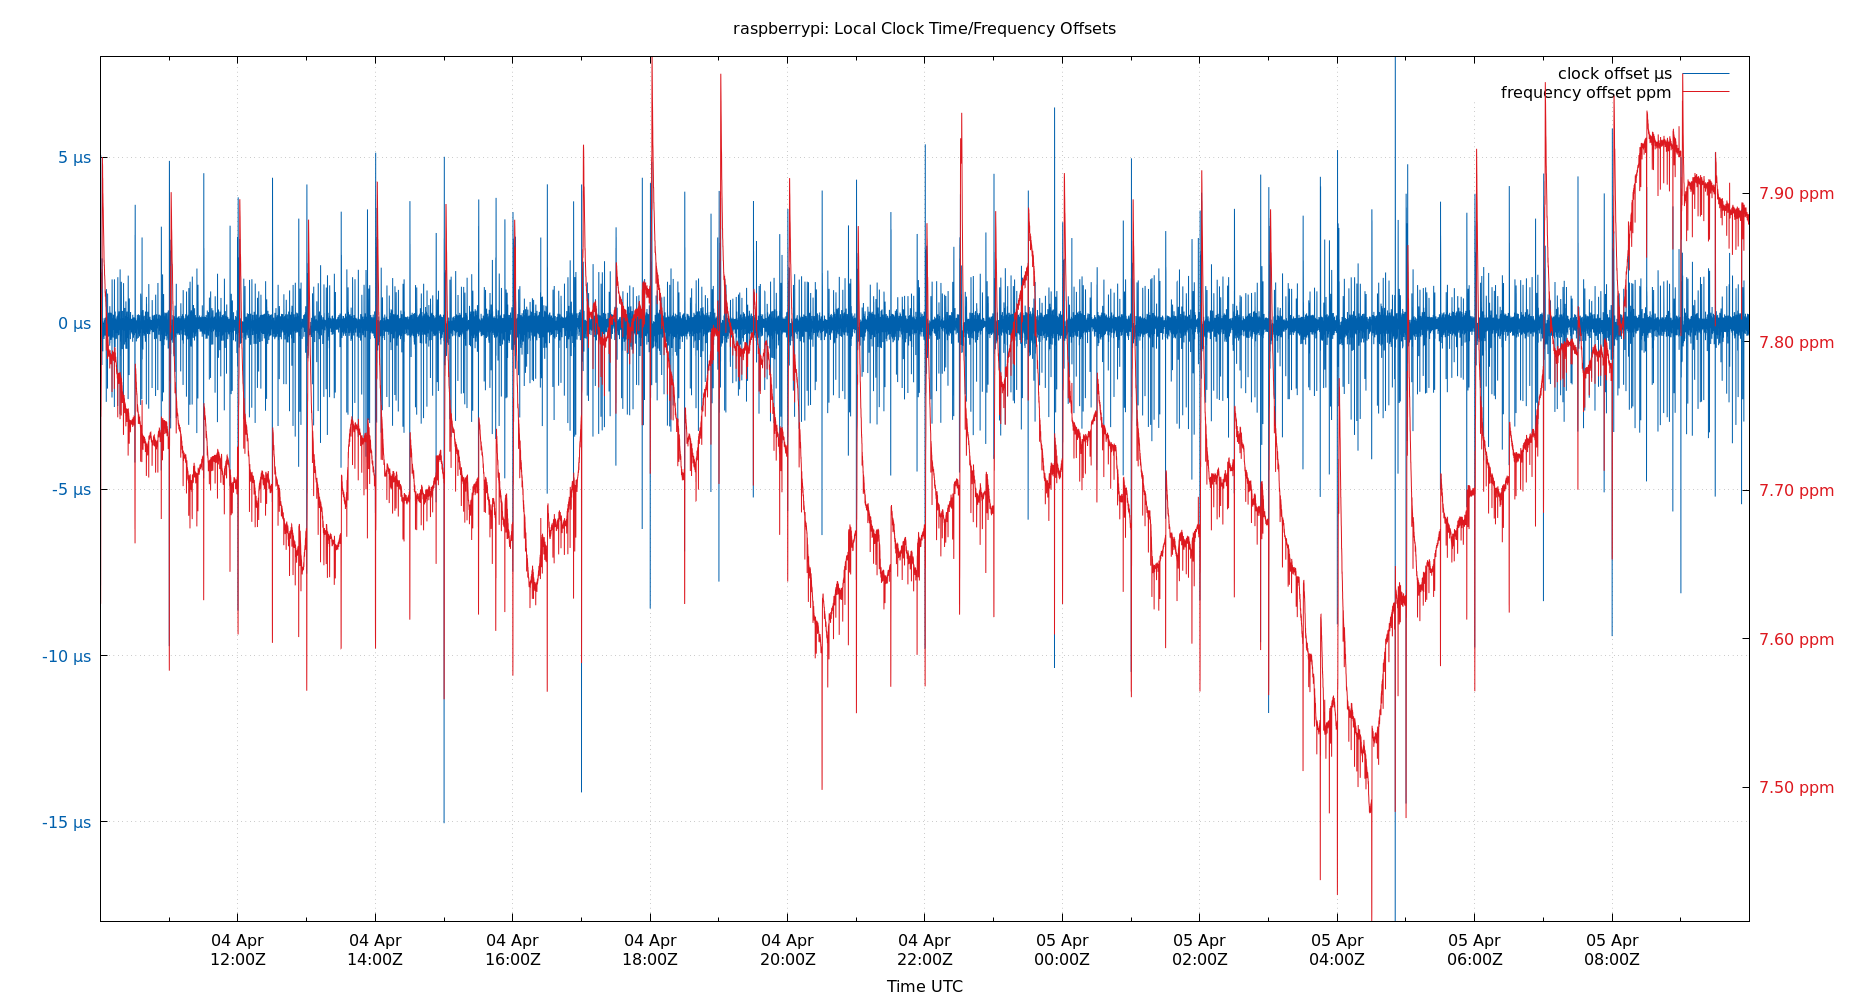 raspberrypi: Local Clock Time/Frequency Offsets
clock offset µs
frequency offset ppm
5 µs
0 µs
-5 µs
-10 µs
-15 µs
7.90 ppm
7.80 ppm
7.70 ppm
7.60 ppm
7.50 ppm
04 Apr 04 Apr 04 Apr 04 Apr 04 Apr 04 Apr 05 Apr 05 Apr 05 Apr 05 Apr 05 Apr
12:00Z 14:00Z 16:00Z 18:00Z 20:00Z 22:00Z 00:00Z 02:00Z 04:00Z 06:00Z 08:00Z
Time UTC